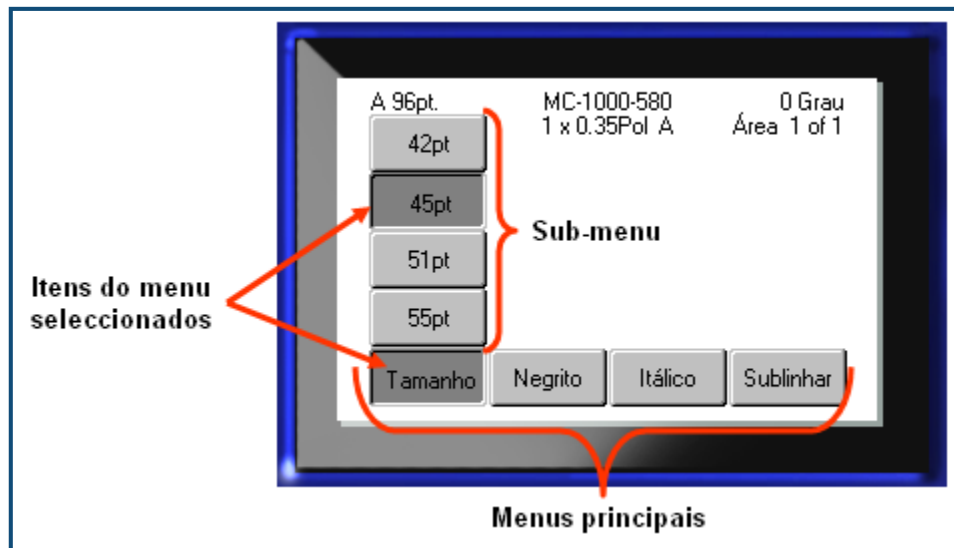 A 96pt.
MC-1000-580
0 Grau
1 x 0.35Pol A
Área 1 of 1
42pt
45pt
Sub-menu
51pt
Itens do menu
seleccionados
55pt
Tamanho
Negrito
Itálico
Sublinhar
Menus principais